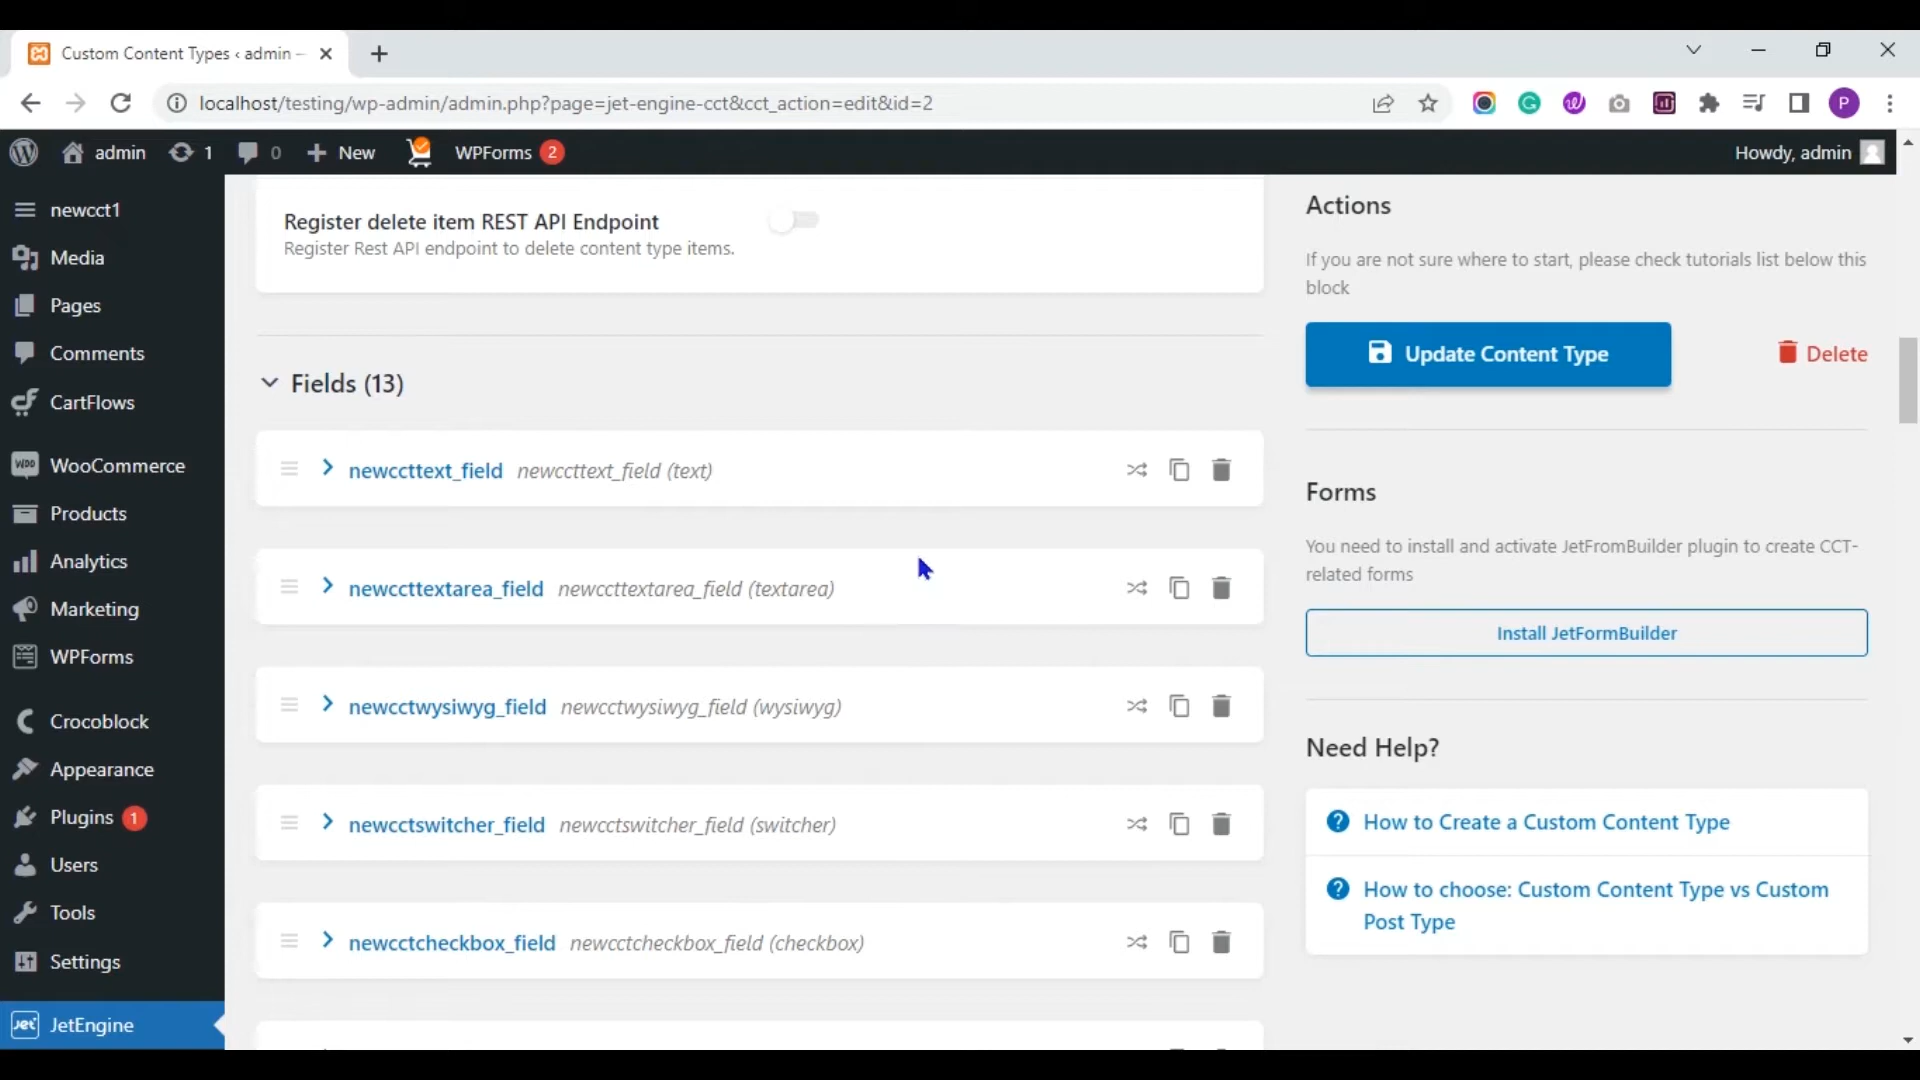 Custom Content Types ‹ admin —
localhost/testing/wp-admin/admin.php?page=jet-engine-cct&cct_action=edit&id=2
P
admin
1
0
New
WPForms 2
Howdy, admin
newcct1
Media
Pages
Comments
CartFlows
WooCommerce
Products
Analytics
Marketing
WPForms
Crocoblock
Appearance
Plugins 1
Users
Tools
Settings
JetEngine
Register delete item REST API Endpoint
Register Rest API endpoint to delete content type items.
Fields (13)
newccttext_field newccttext_field (text)
newccttextarea_field newccttextarea_field (textarea)
newcctwysiwyg_field newcctwysiwyg_field (wysiwyg)
newcctswitcher_field newcctswitcher_field (switcher)
newcctcheckbox_field newcctcheckbox_field (checkbox)
Actions
If you are not sure where to start, please check tutorials list below this
block
Update Content Type
Delete
Forms
You need to install and activate JetFromBuilder plugin to create CCT-
related forms
Install JetFormBuilder
Need Help?
How to Create a Custom Content Type
How to choose: Custom Content Type vs Custom
Post Type